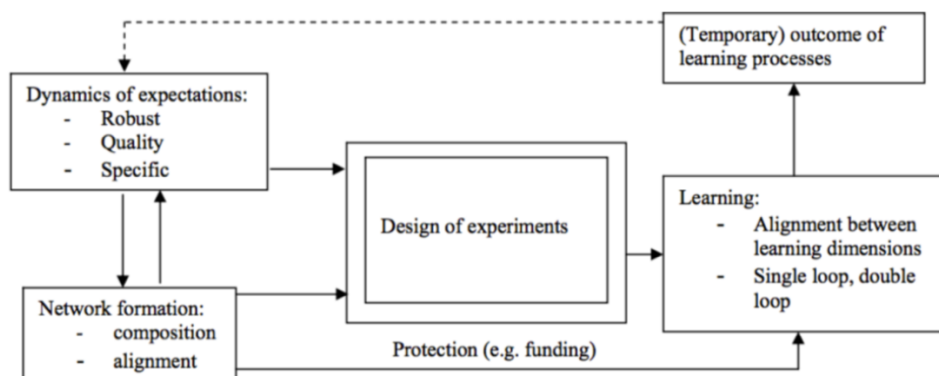 (Temporary) outcome of
learning processes
Dynamics of expectations:
- Robust
- Quality
- Specific
Design of experiments
Learning:
- Alignment between
learning dimensions
- Single loop, double
loop
Network formation:
- composition
- alignment
Protection (e.g. funding)